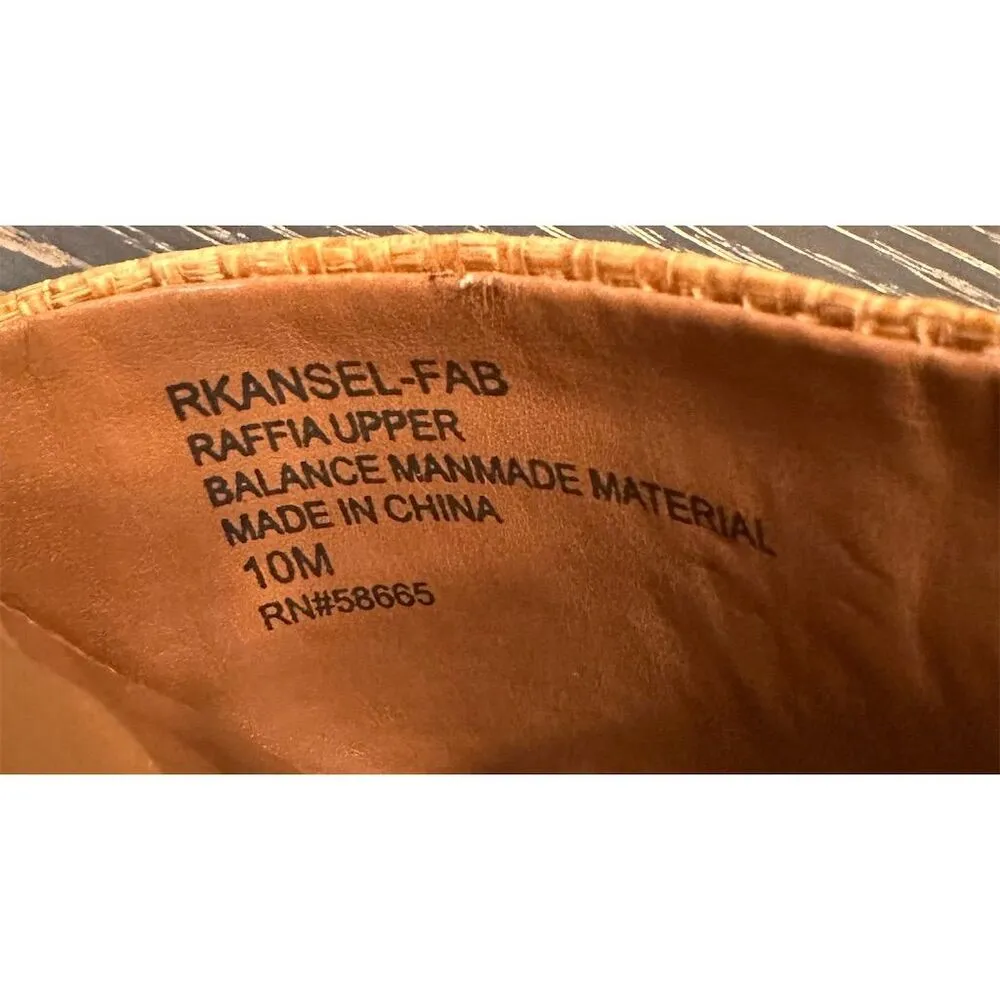 RKANSEL-FAB
RAFFIA UPPER
BALANCE MANMADE MATERIAL
MADE IN CHINA
10M
RN#58665